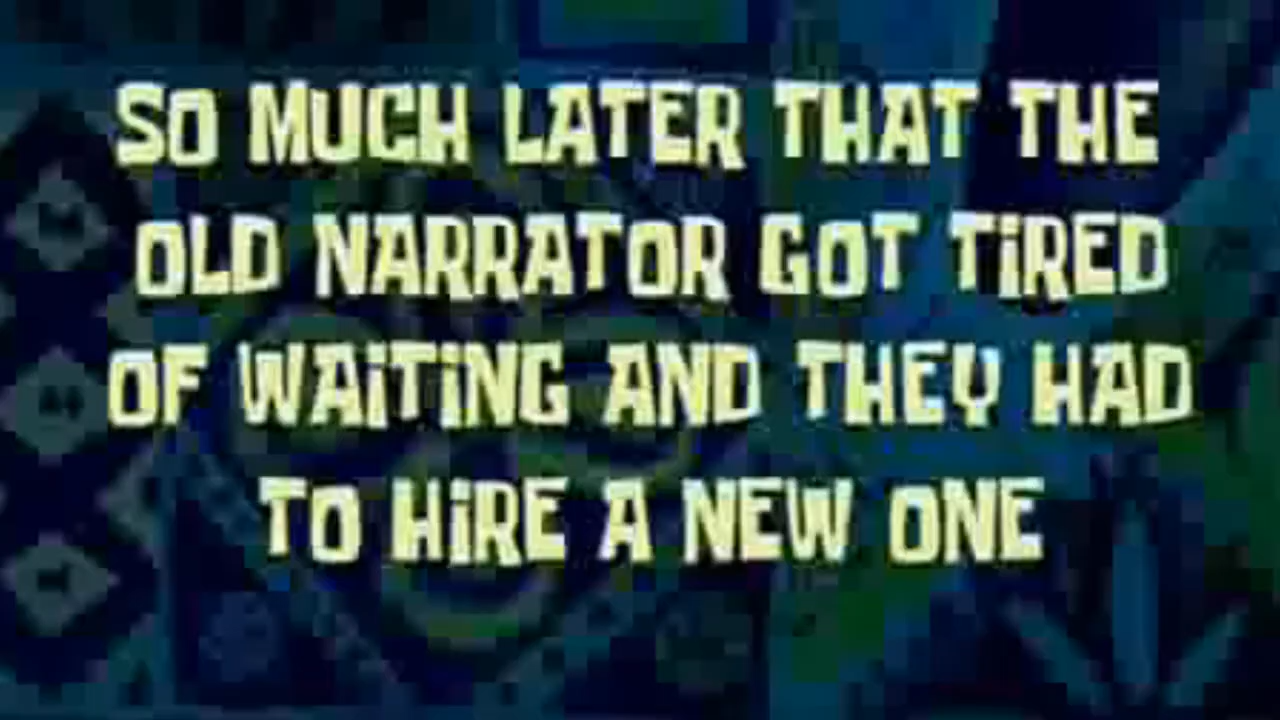 SO MUCH LATER THAT THE
OLD NARRATOR GOT TiRED
OF WAiTiNG AND THEY HAD
TO HiRE A NEW ONE